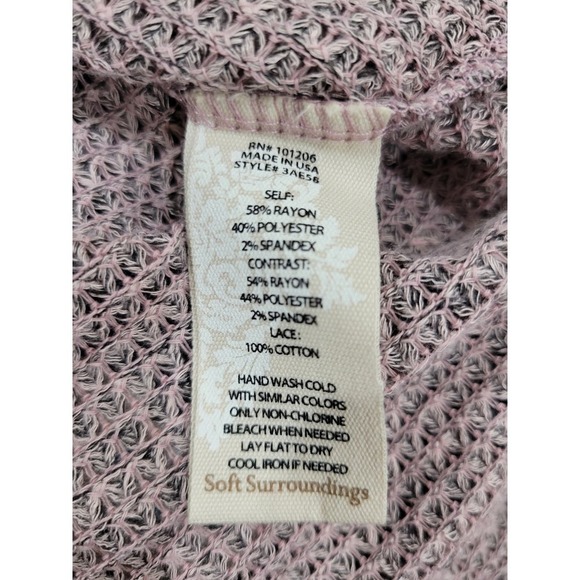 RN# 101206
MADE IN USA
STYLE# 3AE56
SELF:
58% RAYON
40% POLYESTER
2% SPANDEX
CONTRAST:
54% RAYON
44% POLYESTER
2% SPANDEX
LACE:
100% COTTON
HAND WASH COLD
WITH SIMILAR COLORS
ONLY NON-CHLORINE
BLEACH WHEN NEEDED
LAY FLAT TO DRY
COOL IRON IF NEEDED
Soft Surroundings